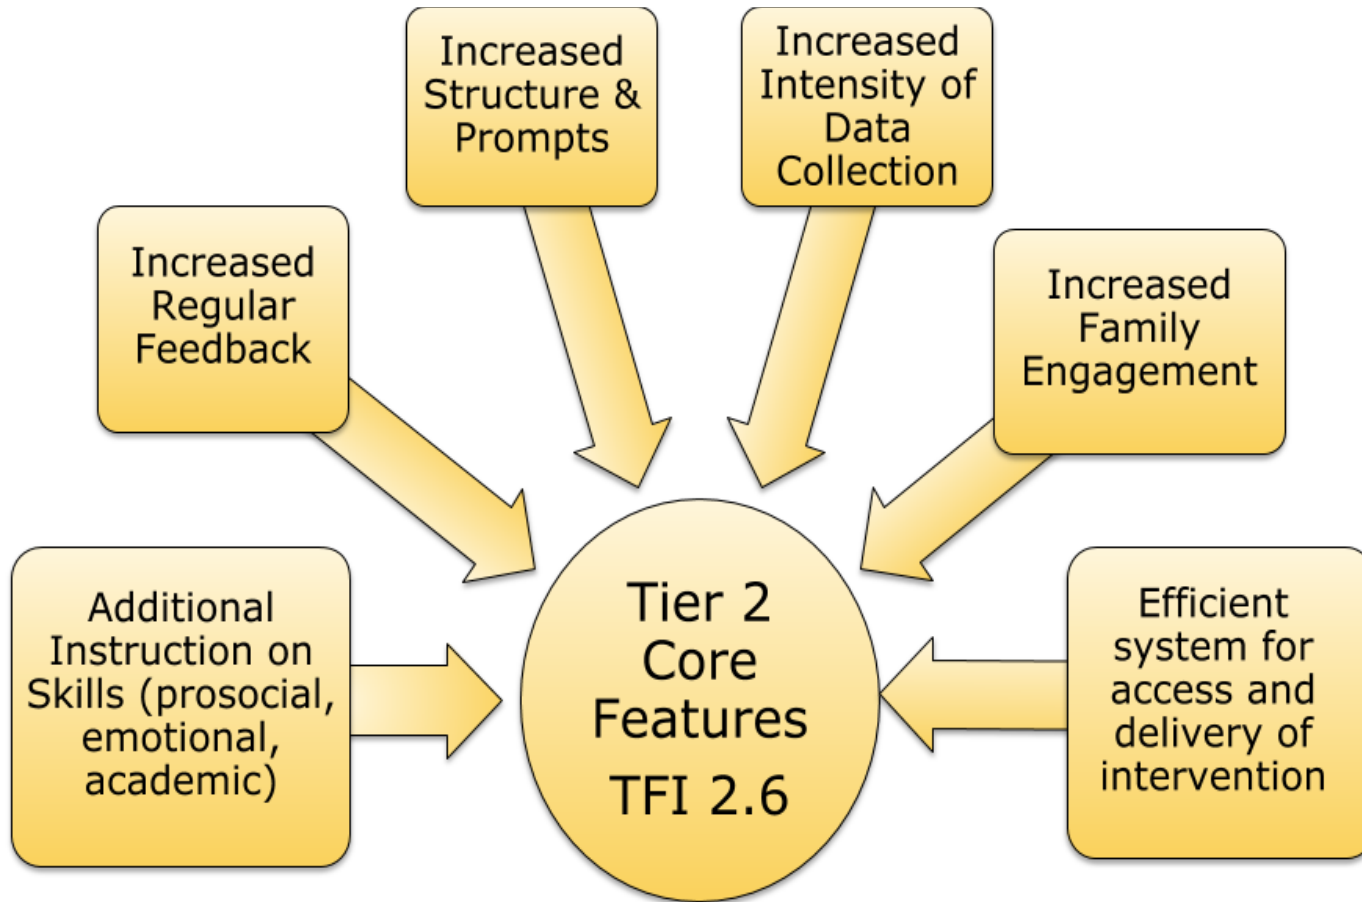 Increased
Structure &
Prompts
Increased
Intensity of
Data
Collection
Increased
Regular
Feedback
Increased
Family
Engagement
Additional
Instruction on
Skills (prosocial,
emotional,
academic)
Tier 2
Core
Features
TFI 2.6
Efficient
system for
access and
delivery of
intervention